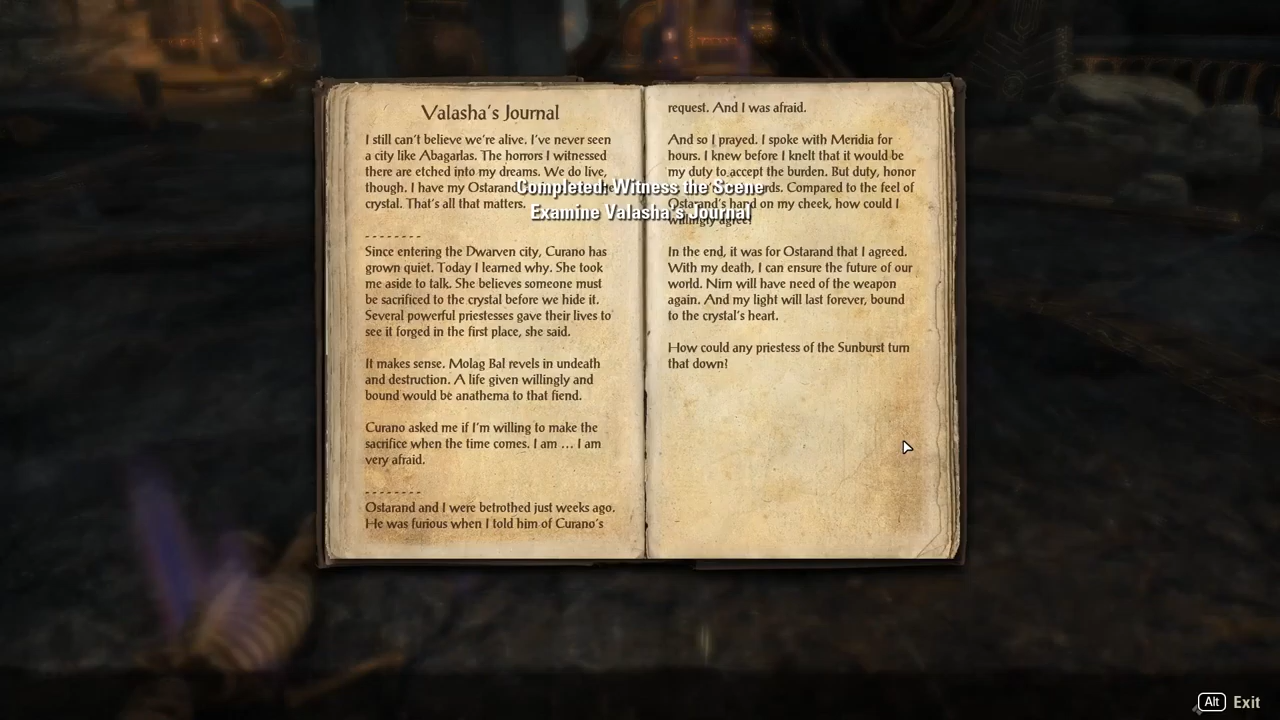 Valasha's Journal
I still can't believe we're alive. I've never seen
a city like Abagarlas. The horrors I witnessed
there are etched into my dreams. We do live,
though. I have my Ostarand
crystal. That's all that matters.
--------
Since entering the Dwarven city, Curano has
grown quiet. Today I learned why. She took
me aside to talk. She believes someone must
be sacrificed to the crystal before we hide it.
Several powerful priestesses gave their lives to
see it forged in the first place, she said.
It makes sense. Molag Bal revels in undeath
and destruction. A life given willingly and
bound would be anathema to that fiend.
Curano asked me if I'm willing to make the
sacrifice when the time comes. I am ... I am
very afraid.
--------
Ostarand and I were betrothed just weeks ago.
He was furious when I told him of Curano's
request. And I was afraid.
And so I prayed. I spoke with Meridia for
hours. I knew before I knelt that it would be
my duty to accept the burden. But duty, honor
Compared to the feel of
Ostarand's hand on my cheek, how could I
willingly agree?
In the end, it was for Ostarand that I agreed.
With my death, I can ensure the future of our
world. Nirn will have need of the weapon
again. And my light will last forever, bound
to the crystal's heart.
How could any priestess of the Sunburst turn
that down?
Completed: Witness the Scene
Examine Valasha's Journal
Alt Exit